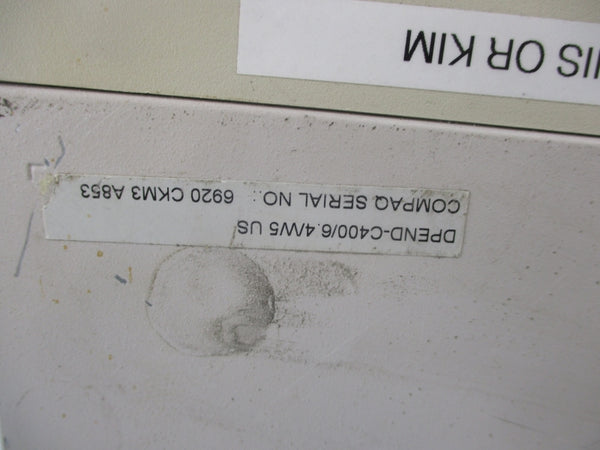 DPEND-C400/6.4/W5 US
COMPAQ SERIAL NO.: 6920 CKM3 A853
OR KIM